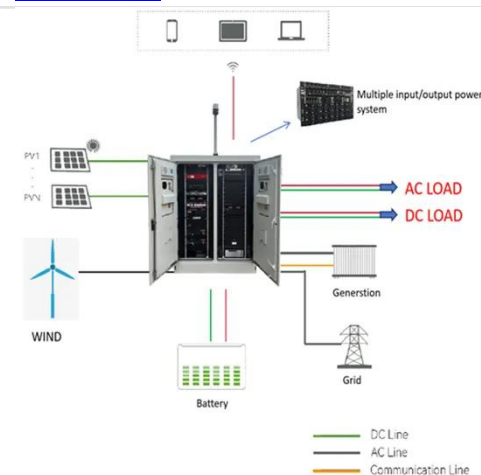 Multiple input/output power
system
PV1
PVN
AC LOAD
DC LOAD
WIND
Generstion
Grid
Battery
DC Line
AC Line
Communication Line